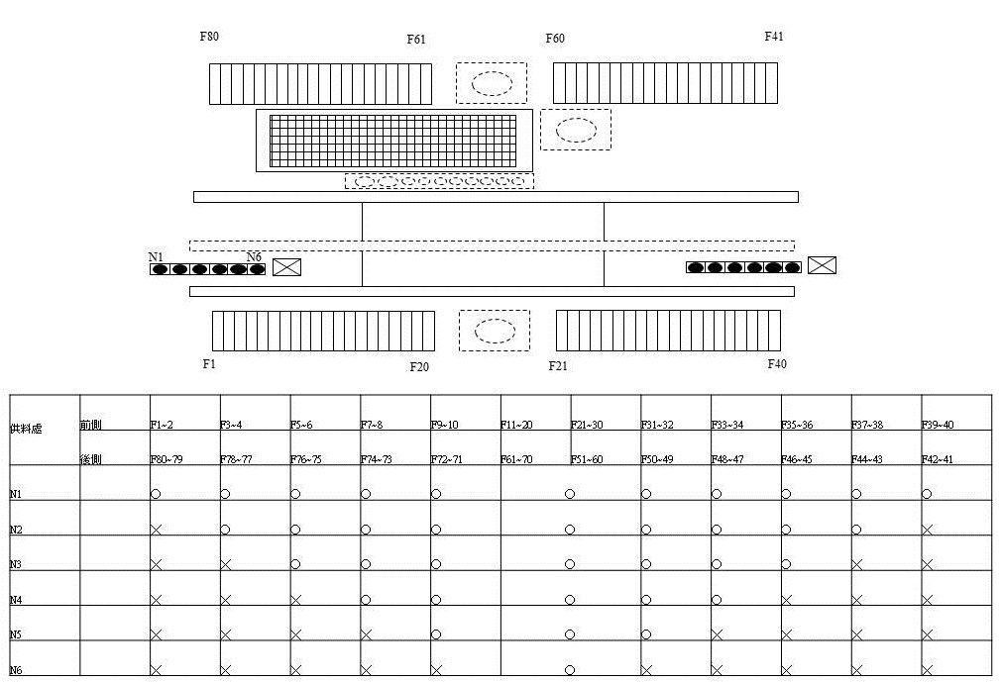 F80 F61 F60 F41
N1 N6
F1 F20 F21 F40
供料處 前側 F1~2 F3~4 F5~6 F7~8 F9~10 F11~20 F21~30 F31~32 F33~34 F35~36 F37~38 F39~40
後側 F80~79 F78~77 F76~75 F74~73 F72~71 F61~70 F51~60 F50~49 F48~47 F46~45 F44~43 F42~41
N1 ○ ○ ○ ○ ○ ○ ○ ○ ○ ○ ○
N2 × ○ ○ ○ ○ ○ ○ ○ ○ ○ ×
N3 × × ○ ○ ○ ○ ○ ○ ○ × ×
N4 × × × ○ ○ ○ ○ ○ × × ×
N5 × × × × ○ ○ ○ × × × ×
N6 × × × × × ○ × × × × ×